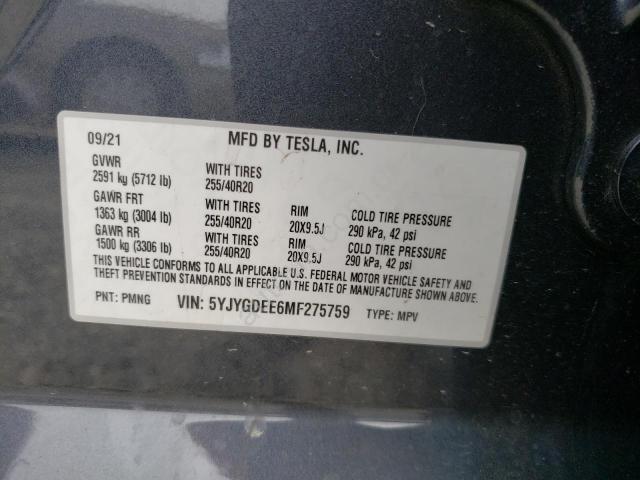 09/21 MFD BY TESLA, INC.
GVWR WITH TIRES
2591 kg (5712 lb) 255/40R20
GAWR FRT WITH TIRES RIM COLD TIRE PRESSURE
1363 kg (3004 lb) 255/40R20 20X9.5J 290 kPa, 42 psi
GAWR RR WITH TIRES RIM COLD TIRE PRESSURE
1500 kg (3306 lb) 255/40R20 20X9.5J 290 kPa, 42 psi
THIS VEHICLE CONFORMS TO ALL APPLICABLE U.S. FEDERAL MOTOR VEHICLE SAFETY AND
THEFT PREVENTION STANDARDS IN EFFECT ON THE DATE OF MANUFACTURE SHOWN ABOVE.
PNT: PMNG VIN: 5YJYGDEE6MF275759 TYPE: MPV